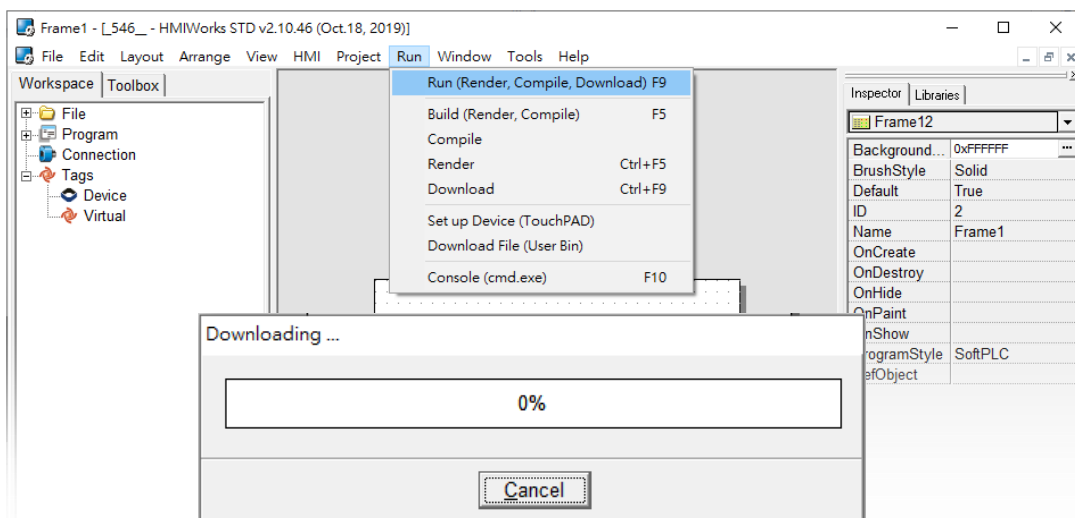 Frame1 - [_546__ - HMIWorks STD v2.10.46 (Oct.18, 2019)]
File Edit Layout Arrange View HMI Project Run Window Tools Help
Workspace Toolbox
File
Program
Connection
Tags
Device
Virtual
Run (Render, Compile, Download) F9
Build (Render, Compile) F5
Compile
Render Ctrl+F5
Download Ctrl+F9
Set up Device (TouchPAD)
Download File (User Bin)
Console (cmd.exe) F10
Inspector Libraries
Frame12
Background... 0xFFFFFF ...
BrushStyle Solid
Default True
ID 2
Name Frame1
OnCreate
OnDestroy
OnHide
OnPaint
nShow
rogramStyle SoftPLC
efObject
Downloading ...
0%
Cancel